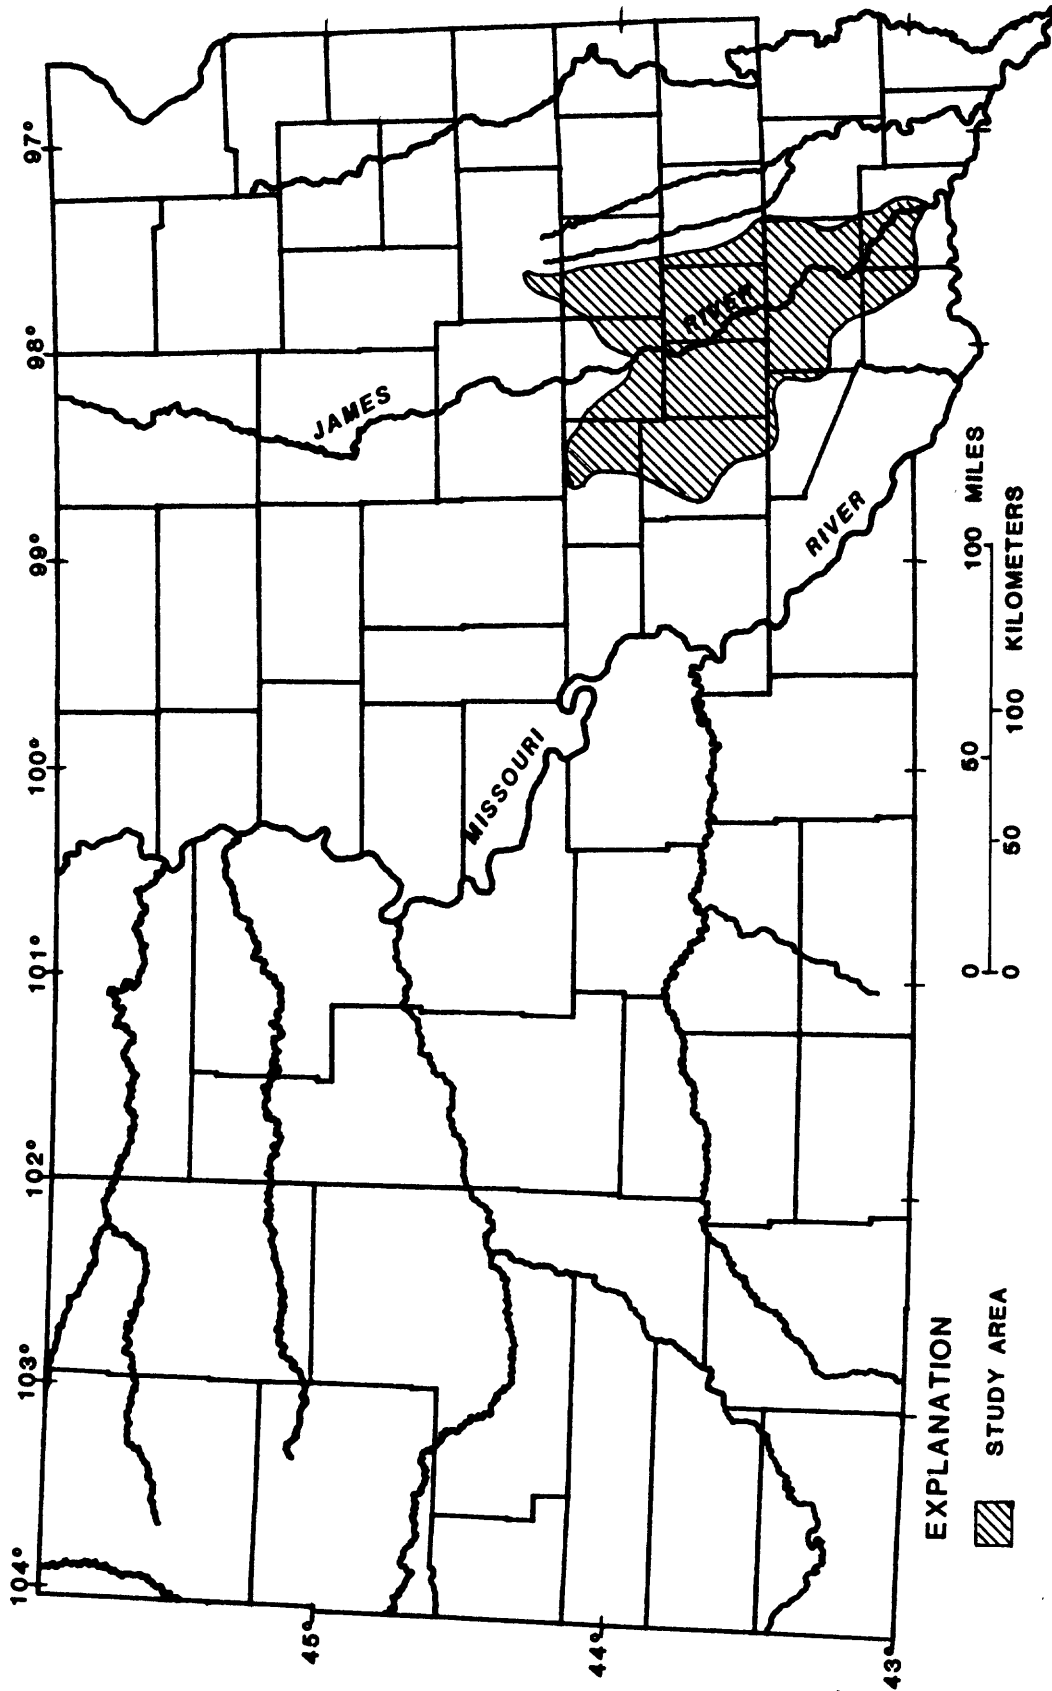 104° 103° 102° 101° 100° 99° 98° 97°
45°
44°
43°
JAMES
RIVER
MISSOURI
RIVER
EXPLANATION
STUDY AREA
0 50 100 MILES
0 50 100 KILOMETERS